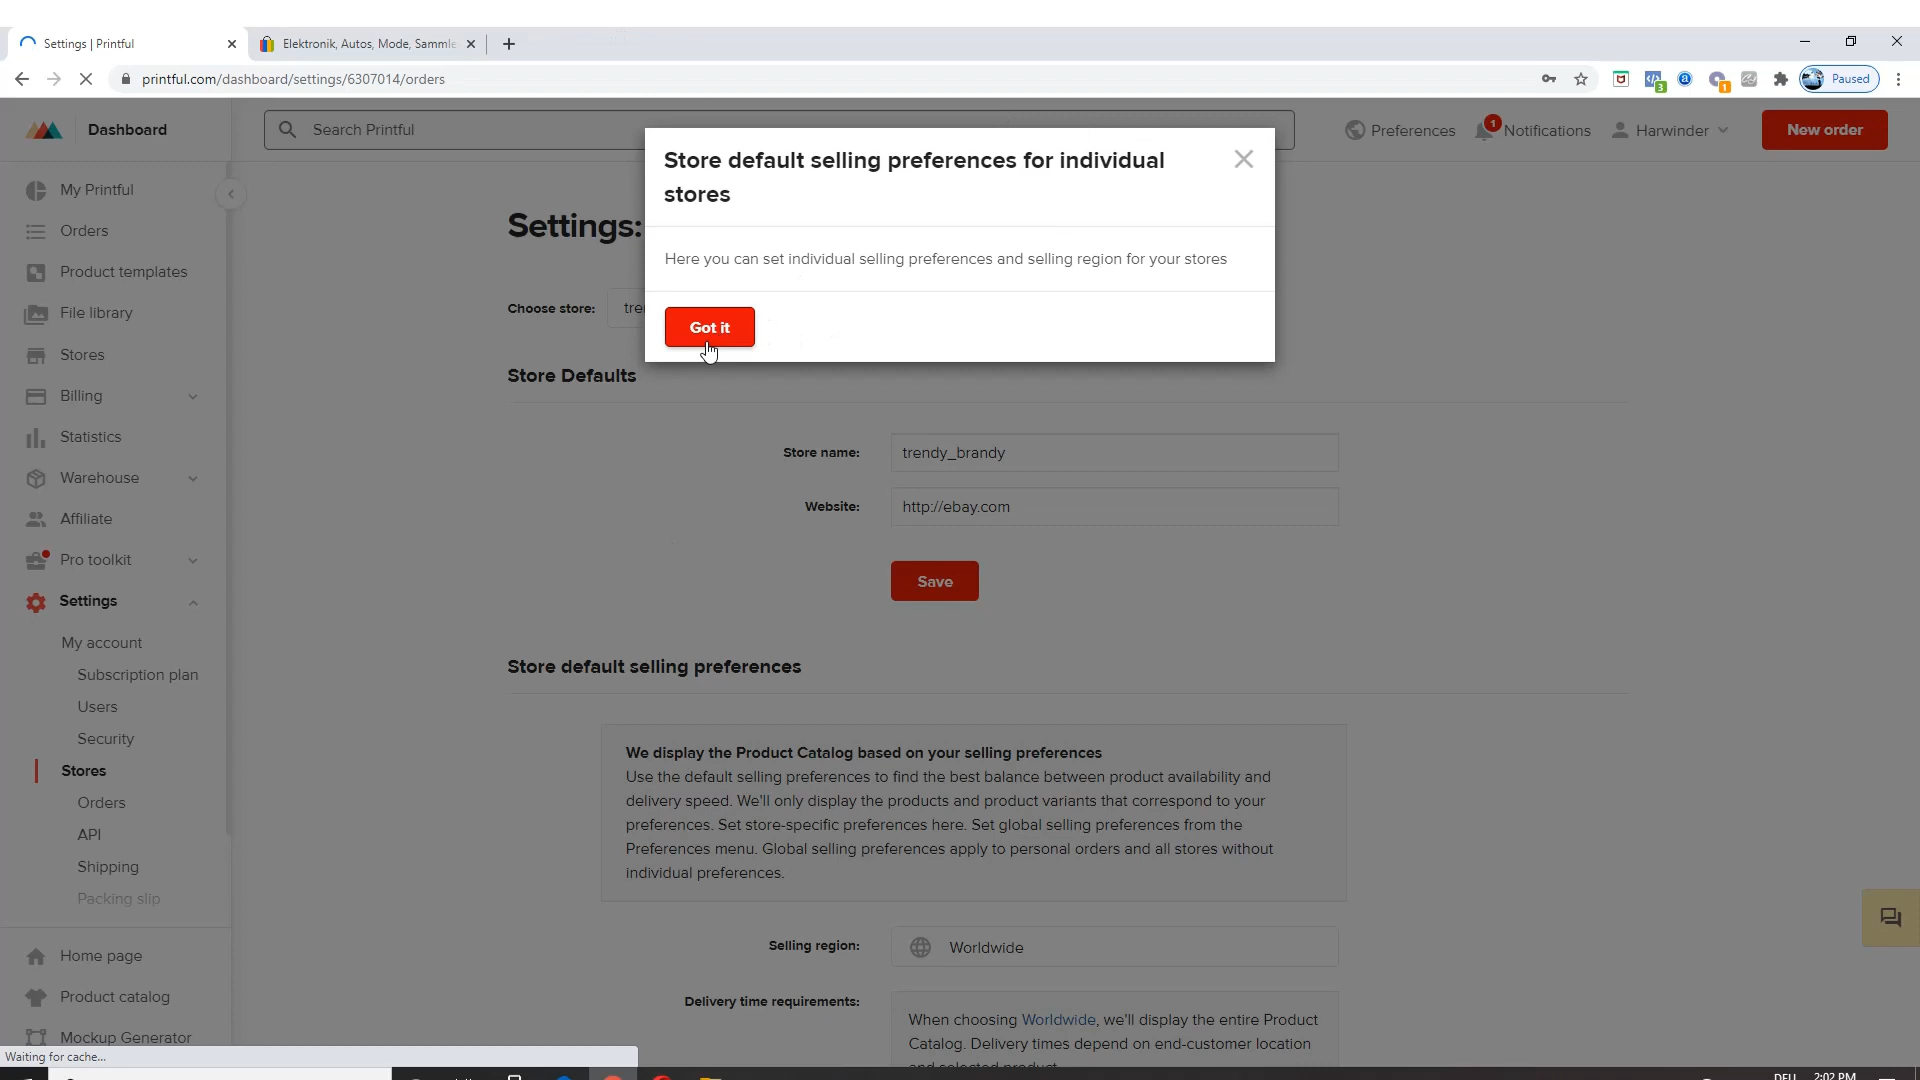 Settings | Printful
Elektronik, Autos, Mode, Sammle
printful.com/dashboard/settings/6307014/orders
3
1
Paused
Dashboard
Search Printful
Preferences
1
Notifications
Harwinder
New order
Store default selling preferences for individual
stores
Here you can set individual selling preferences and selling region for your stores
Got it
My Printful
Orders
Product templates
File library
Stores
Billing
Statistics
Warehouse
Affiliate
Pro toolkit
Settings
My account
Subscription plan
Users
Security
Stores
Orders
API
Shipping
Packing slip
Home page
Product catalog
Mockup Generator
Settings:
Choose store:
Store Defaults
Store name:
trendy_brandy
Website:
http://ebay.com
Save
Store default selling preferences
We display the Product Catalog based on your selling preferences
Use the default selling preferences to find the best balance between product availability and
delivery speed. We'll only display the products and product variants that correspond to your
preferences. Set store-specific preferences here. Set global selling preferences from the
Preferences menu. Global selling preferences apply to personal orders and all stores without
individual preferences.
Selling region:
Worldwide
Delivery time requirements:
When choosing Worldwide, we'll display the entire Product
Catalog. Delivery times depend on end-customer location
and selected product
Waiting for cache...
DEU
2:02 PM